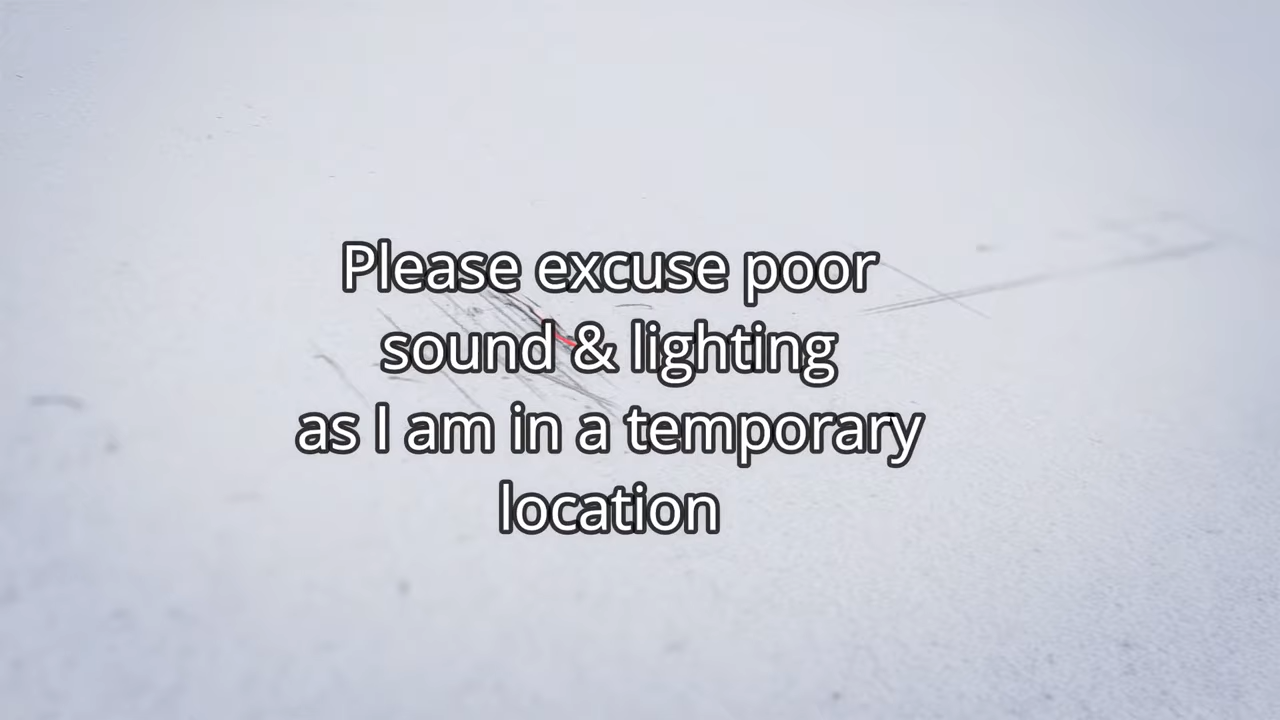 Please excuse poor
sound & lighting
as I am in a temporary
location